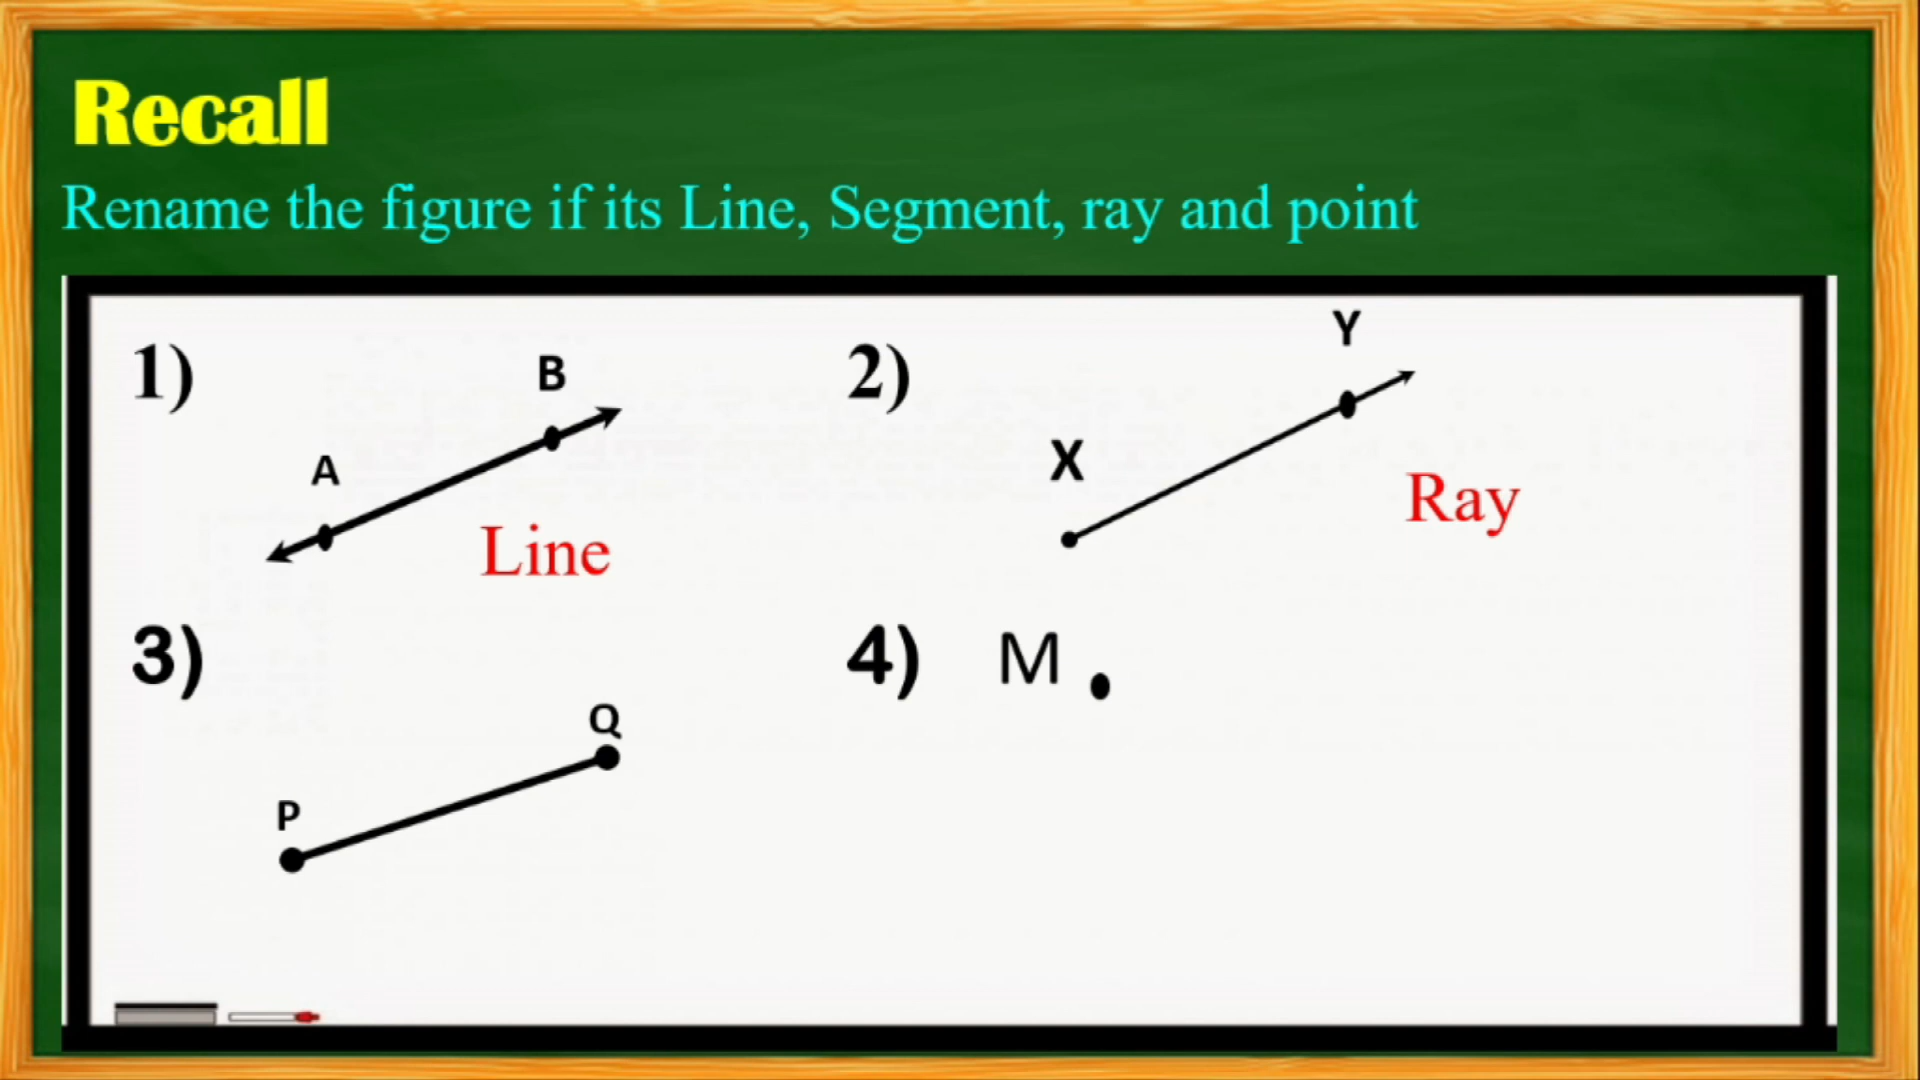 Recall
Rename the figure if its Line, Segment, ray and point
1)
A
B
Line
2)
X
Y
Ray
3)
P
Q
4)
M